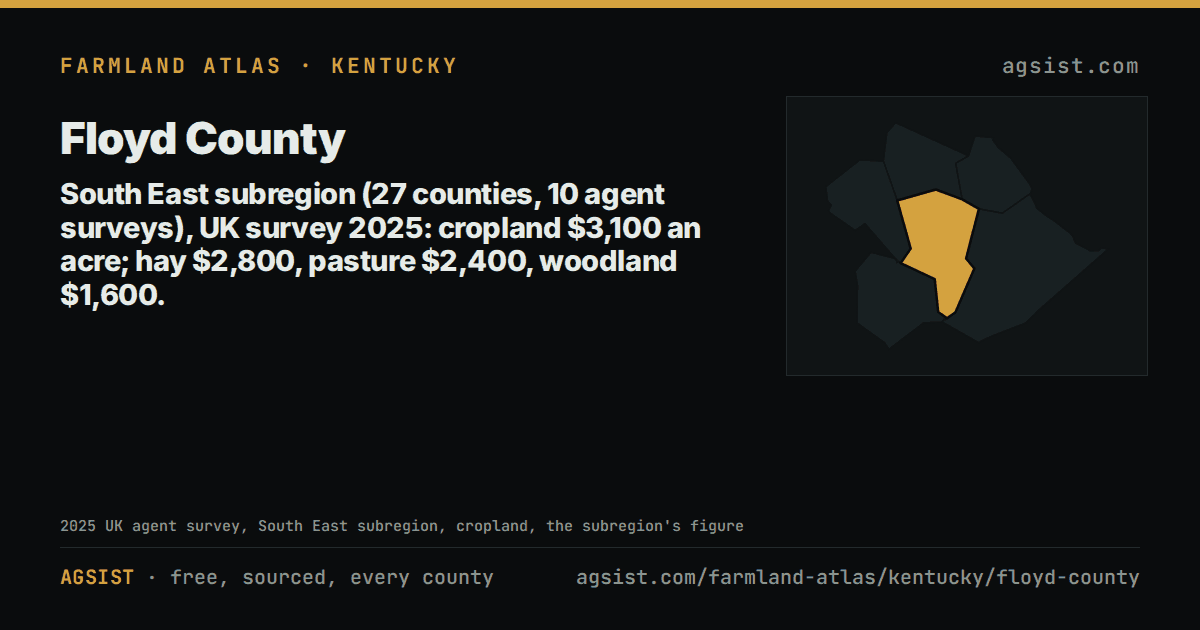 FARMLAND ATLAS · KENTUCKY
agsist.com
Floyd County
South East subregion (27 counties, 10 agent
surveys), UK survey 2025: cropland $3,100 an
acre; hay $2,800, pasture $2,400, woodland
$1,600.
2025 UK agent survey, South East subregion, cropland, the subregion's figure
AGSIST · free, sourced, every county
agsist.com/farmland-atlas/kentucky/floyd-county